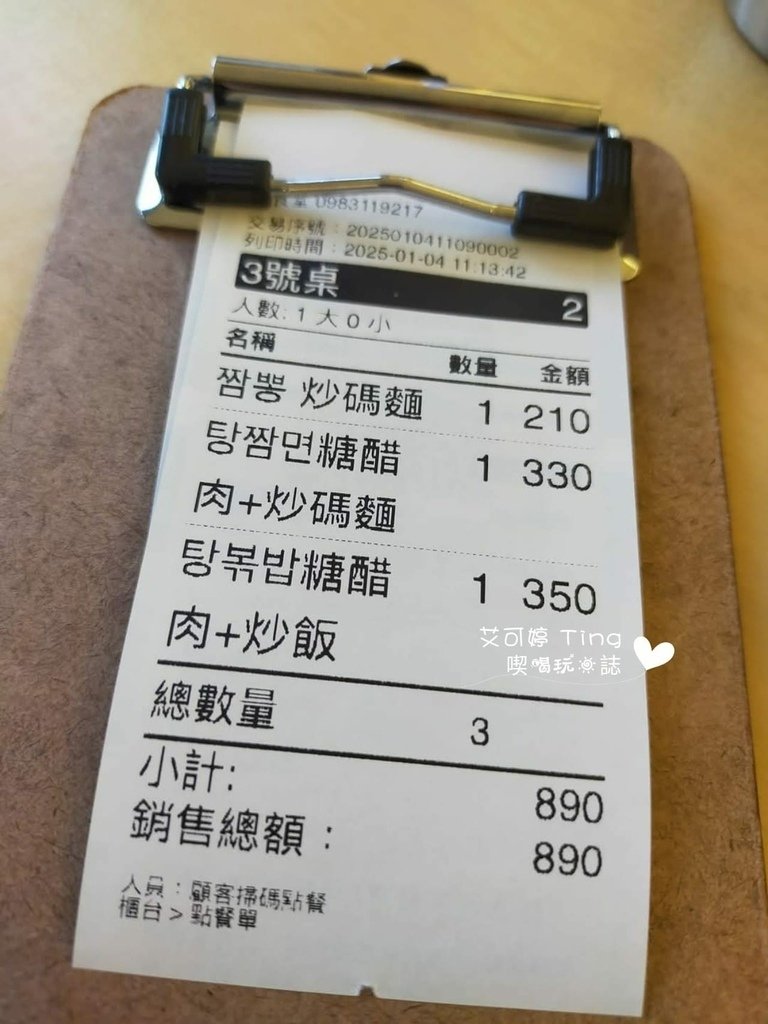 0983119217
交易序號：2025010411090002
列印時間：2025-01-04 11:13:42
3號桌 2
人數: 1 大 0 小
名稱 數量 金額
짬뽕 炒碼麵 1 210
탕짬면糖醋 1 330
肉+炒碼麵
탕볶밥糖醋 1 350
肉+炒飯
總數量 3
小計: 890
銷售總額： 890
人員：顧客掃碼點餐
櫃台 > 點餐單
艾可婷 Ting
喫喝玩樂誌